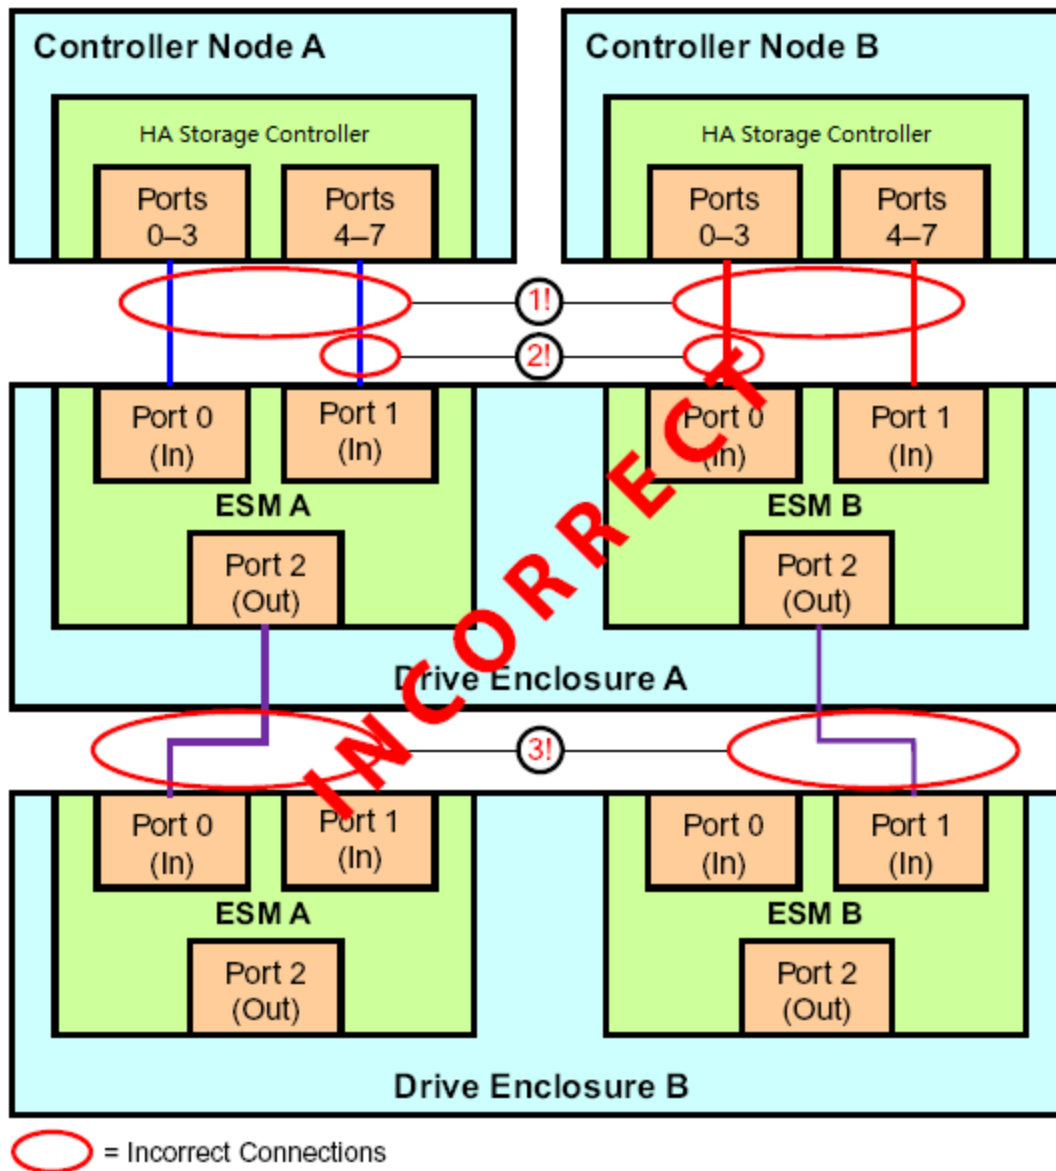 Controller Node A
Controller Node B
HA Storage Controller
HA Storage Controller
Ports
0–3
Ports
4–7
Ports
0–3
Ports
4–7
1!
2!
Port 0
(In)
Port 1
(In)
Port 0
(In)
Port 1
(In)
ESM A
ESM B
Port 2
(Out)
Port 2
(Out)
INCORRECT
Drive Enclosure A
3!
Port 0
(In)
Port 1
(In)
Port 0
(In)
Port 1
(In)
ESM A
ESM B
Port 2
(Out)
Port 2
(Out)
Drive Enclosure B
= Incorrect Connections